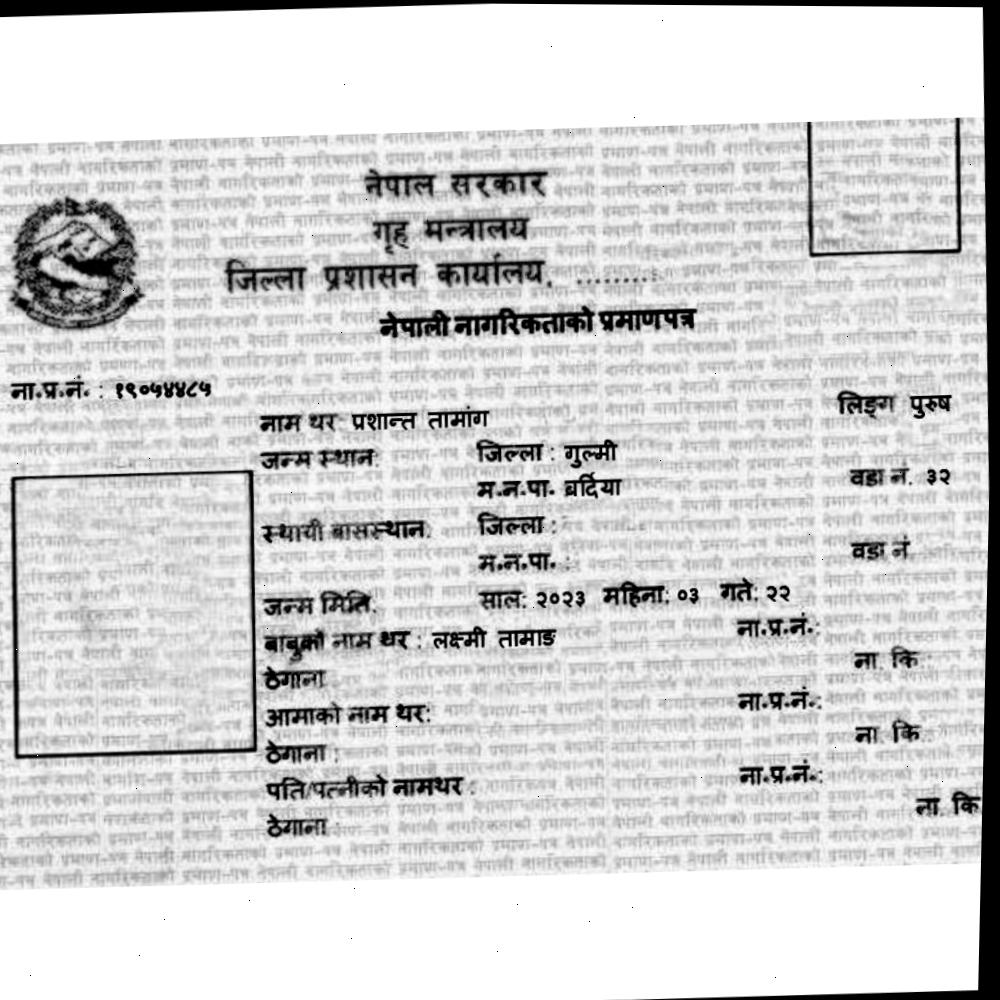 नेपाल सरकार
गृह मन्त्रालय
जिल्ला प्रशासन कार्यालय, .........
नेपाली नागरिकताको प्रमाणपत्र
ना.प्र.नं. : १९०५४४८५
लिङ्ग पुरुष
नाम थर: प्रशान्त तामांग
जन्म स्थान: जिल्ला : गुल्मी
म.न.पा. बर्दिया वडा नं. ३२
स्थायी बासस्थान: जिल्ला :
म.न.पा. : वडा नं.
जन्म मिति: साल: २०२३ महिना: ०३ गते: २२
बाबुको नाम थर : लक्ष्मी तामाङ ना.प्र.नं.:
ठेगाना ना. कि.
आमाको नाम थर: ना.प्र.नं.:
ठेगाना : ना. कि.
पति/पत्नीको नामथर : ना.प्र.नं.:
ठेगाना ना. कि